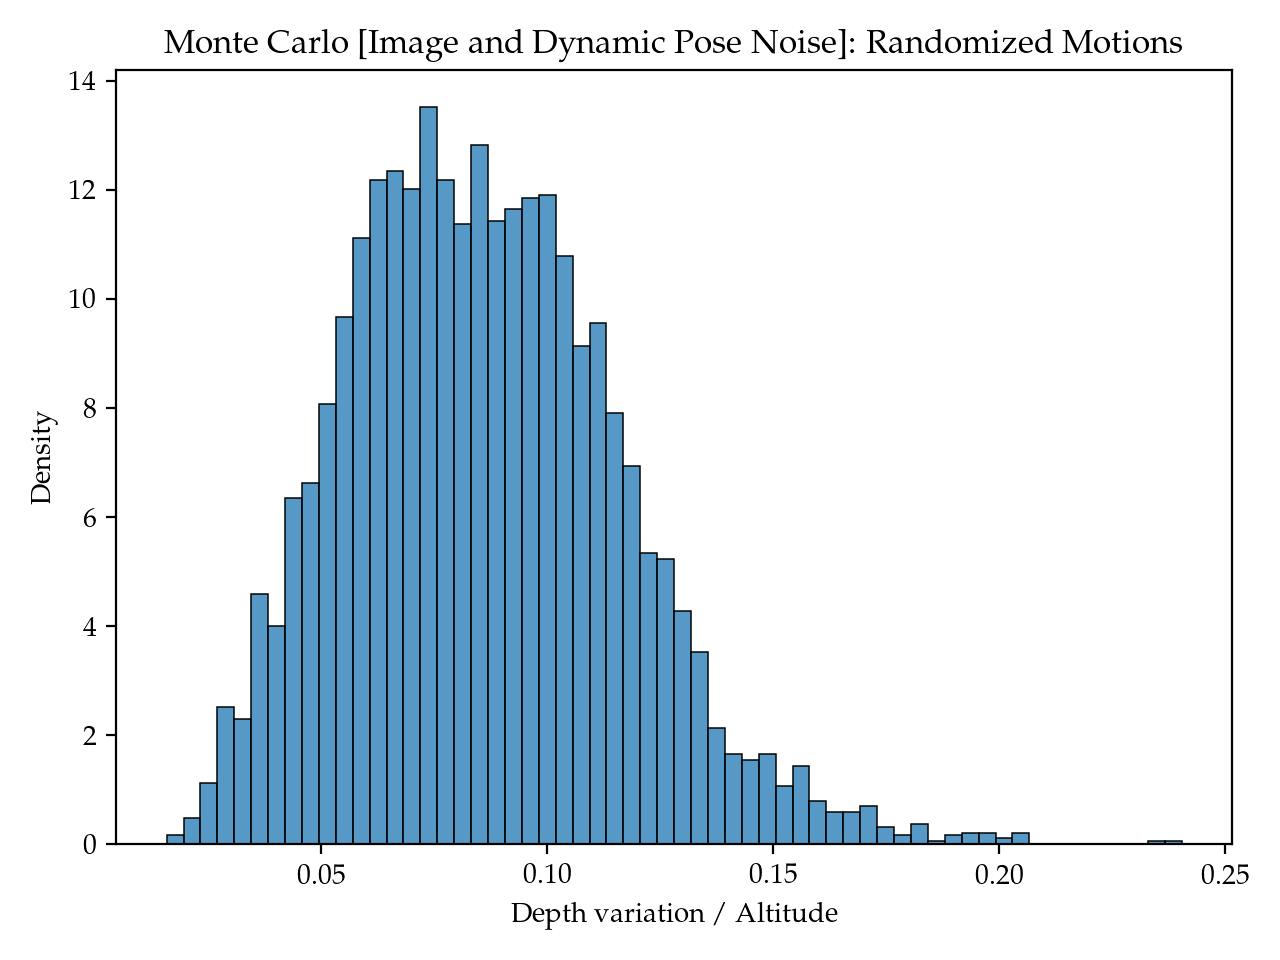 Monte Carlo [Image and Dynamic Pose Noise]: Randomized Motions
14
12
10
8
6
4
2
0
Density
0.05 0.10 0.15 0.20 0.25
Depth variation / Altitude